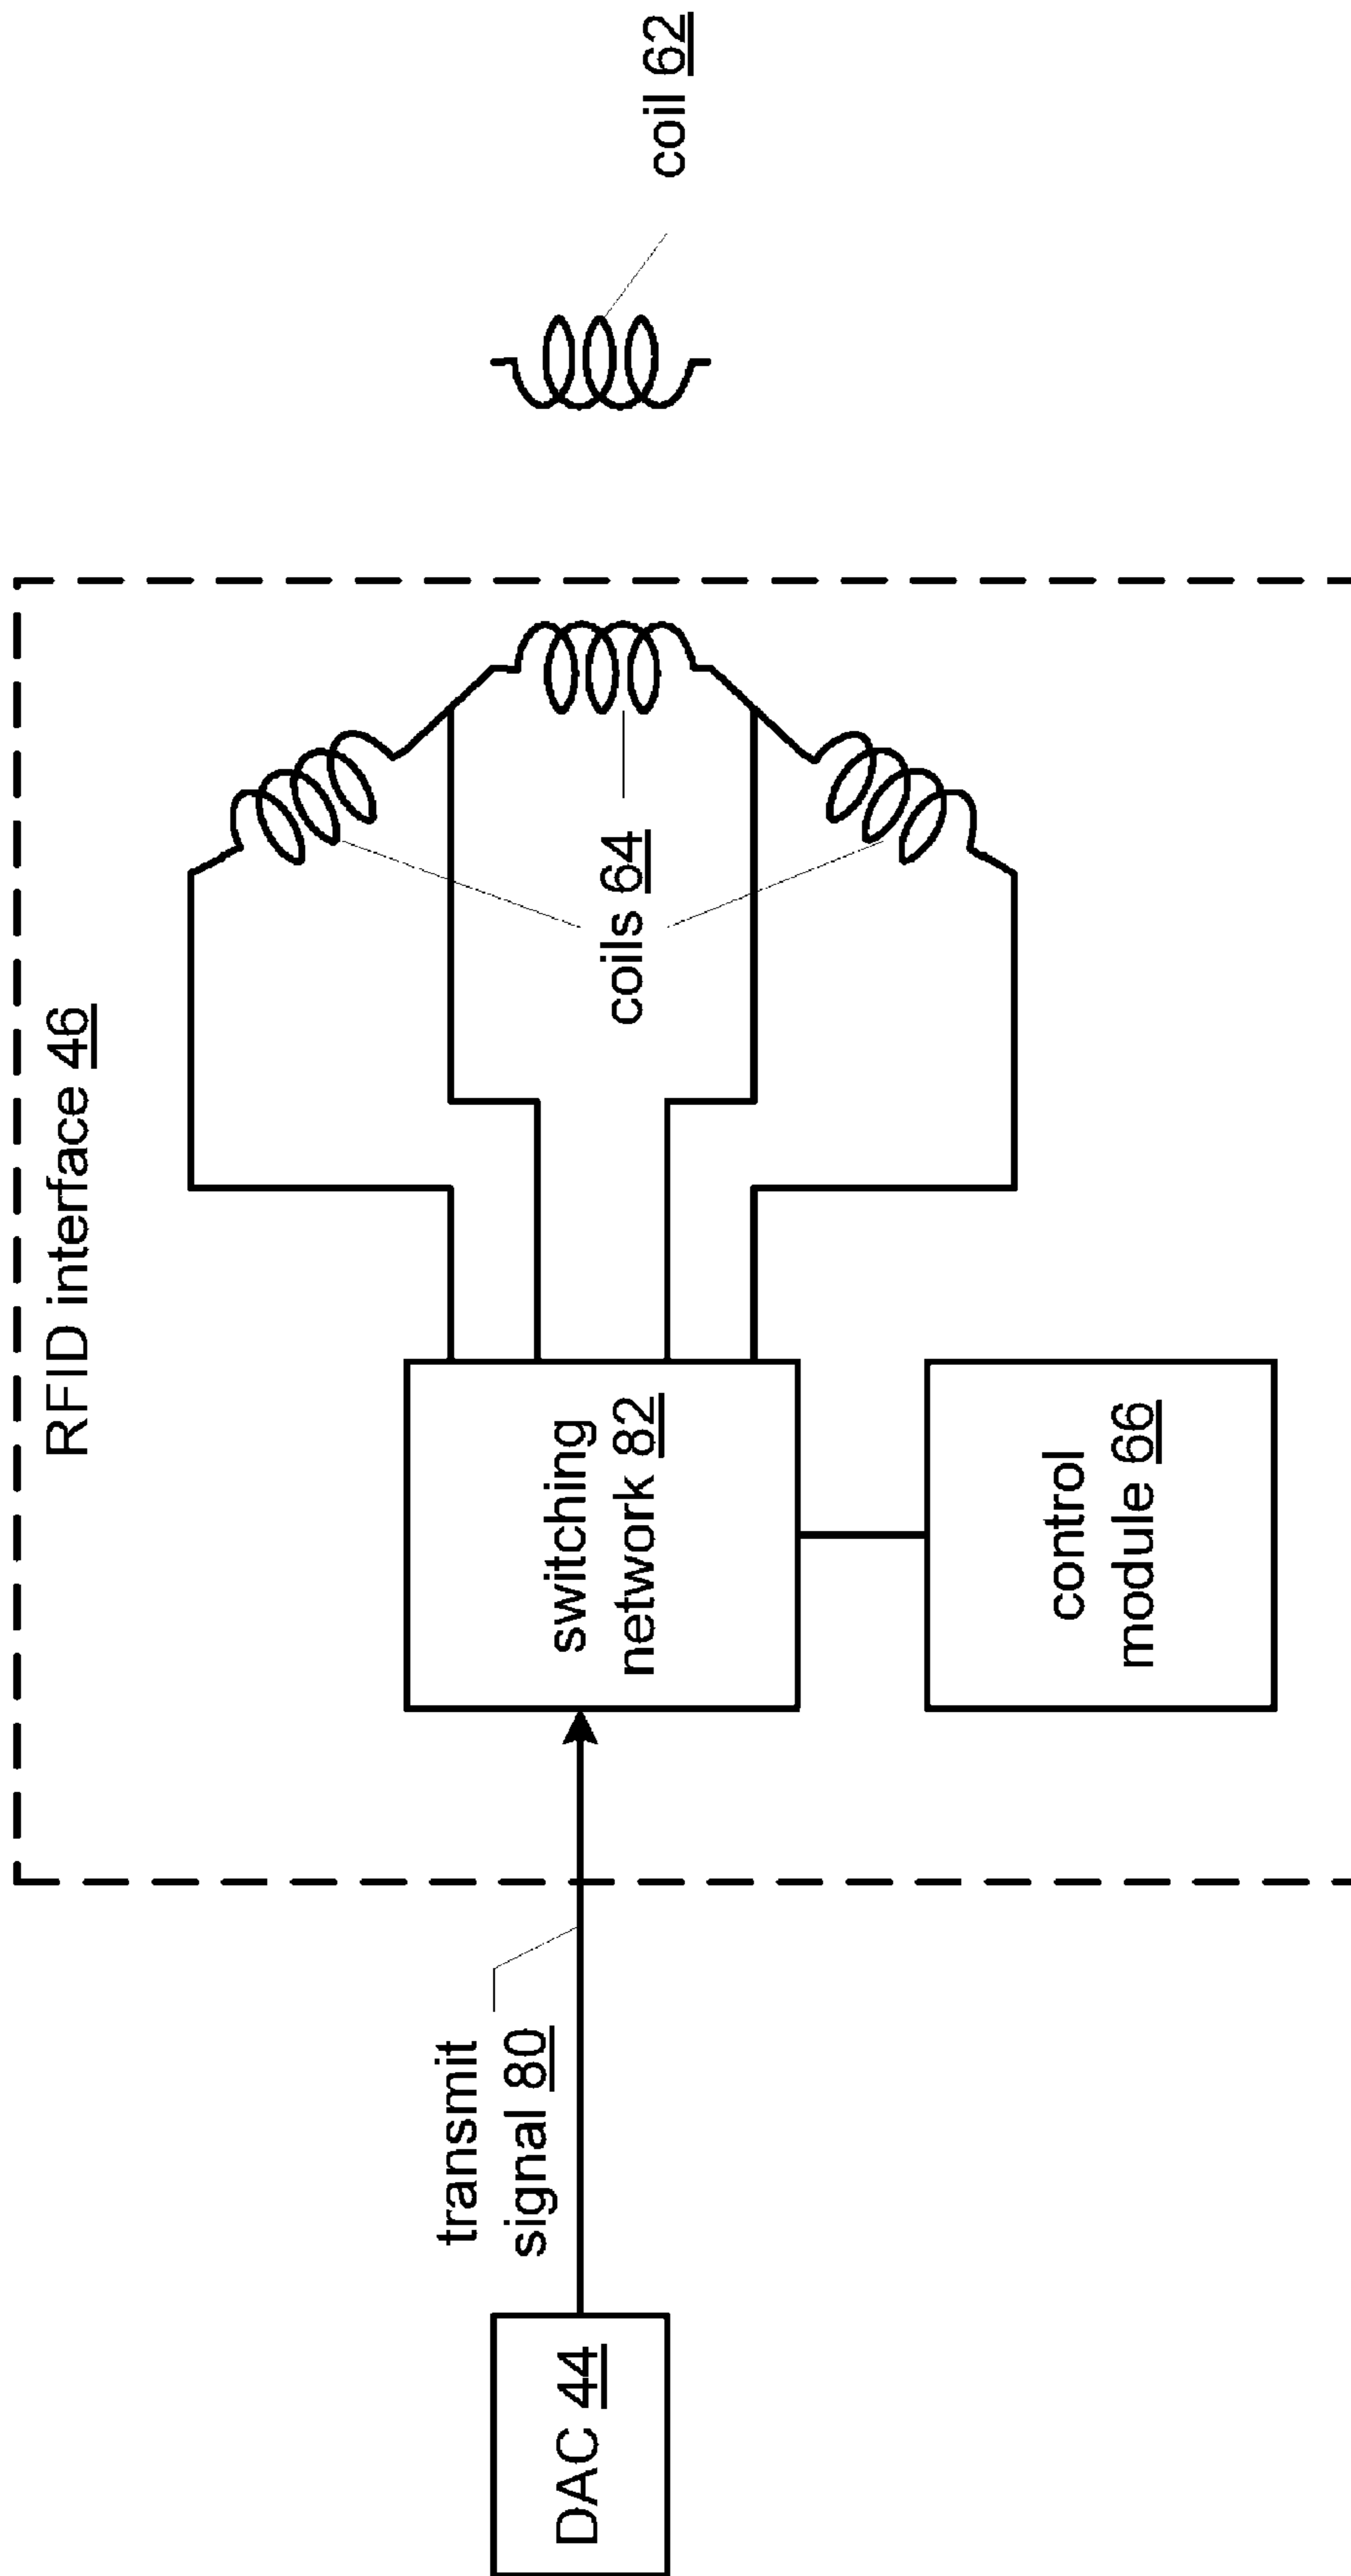 RFID interface 46
DAC 44
transmit
signal 80
switching
network 82
control
module 66
coils 64
coil 62